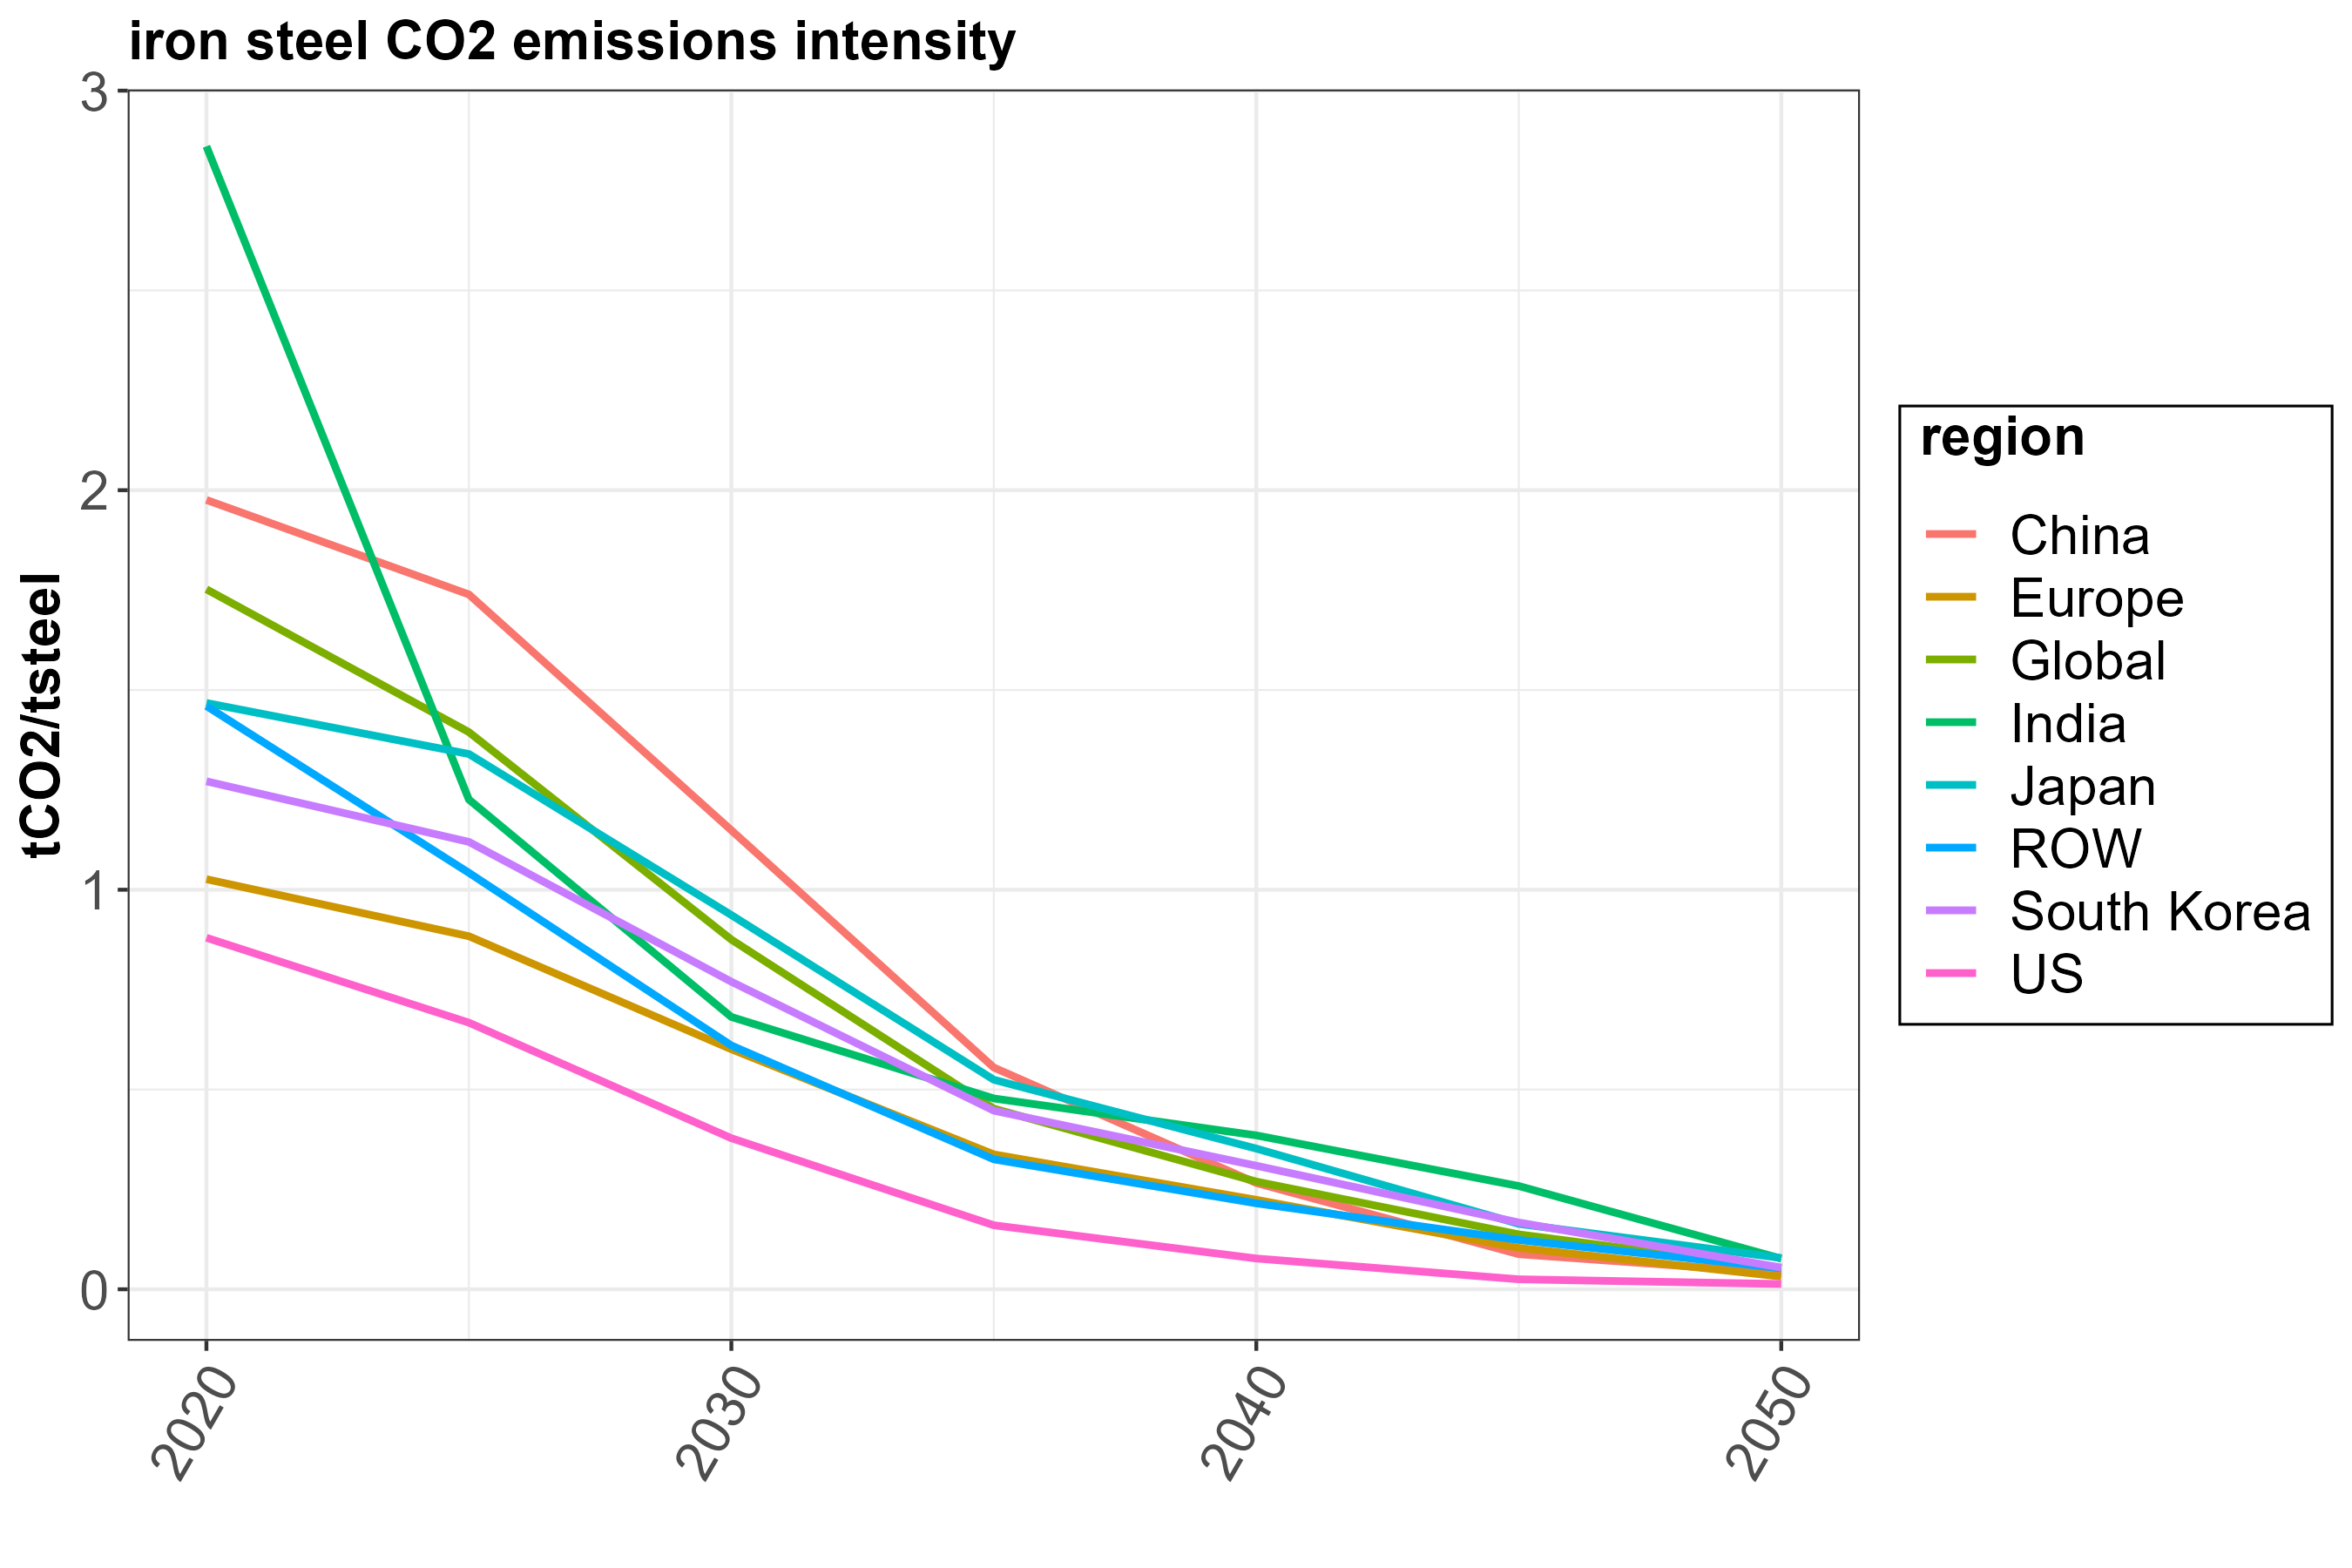 iron steel CO2 emissions intensity
3
2
1
0
tCO2/tsteel
2020
2030
2040
2050
region
China
Europe
Global
India
Japan
ROW
South Korea
US